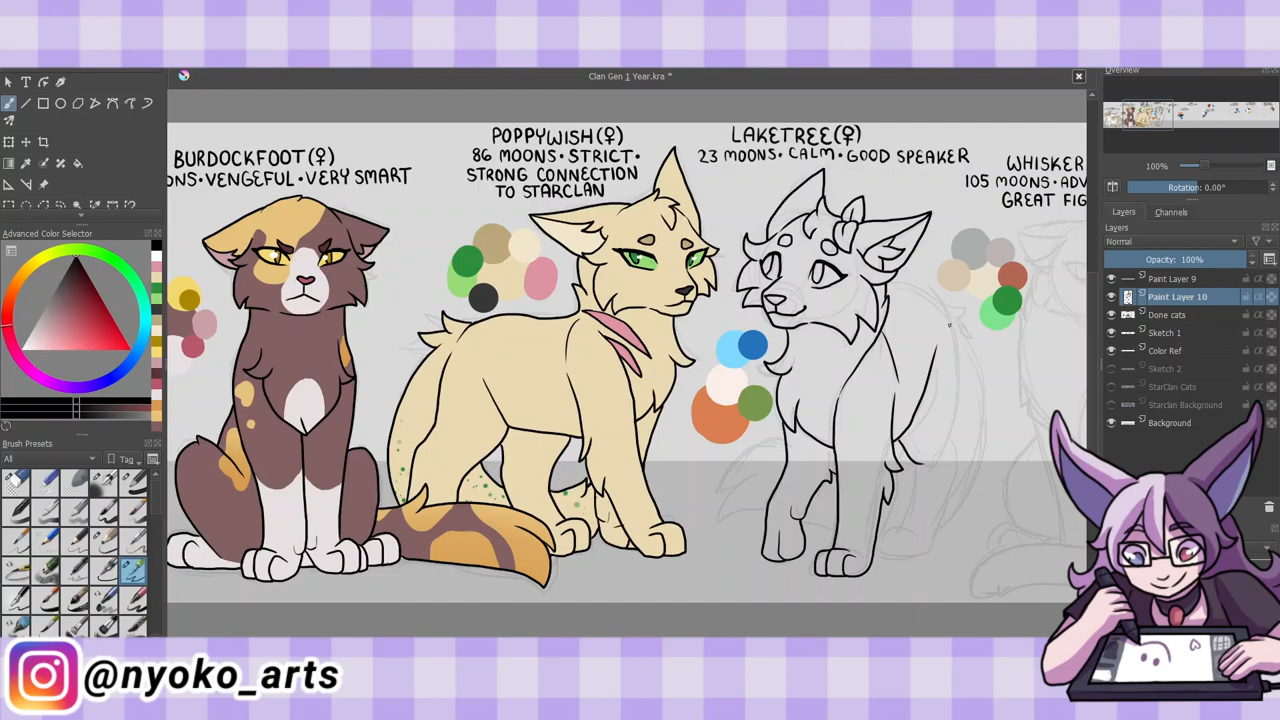 Clan Gen 1 Year.kra *
Overview
100%
Rotation: 0.00°
Layers
Channels
Layers
Normal
Opacity: 100%
Paint Layer 9
Paint Layer 10
Done cats
Sketch 1
Color Ref
Sketch 2
StarClan Cats
Starclan Background
Background
Advanced Color Selector
Brush Presets
All
Tag
BURDOCKFOOT(♀)
ONS•VENGEFUL•VERY SMART
POPPYWISH(♀)
86 MOONS•STRICT•
STRONG CONNECTION
TO STARCLAN
LAKETREE(♀)
23 MOONS•CALM•GOOD SPEAKER
WHISKER
105 MOONS•ADV
GREAT FIG
@nyoko_arts